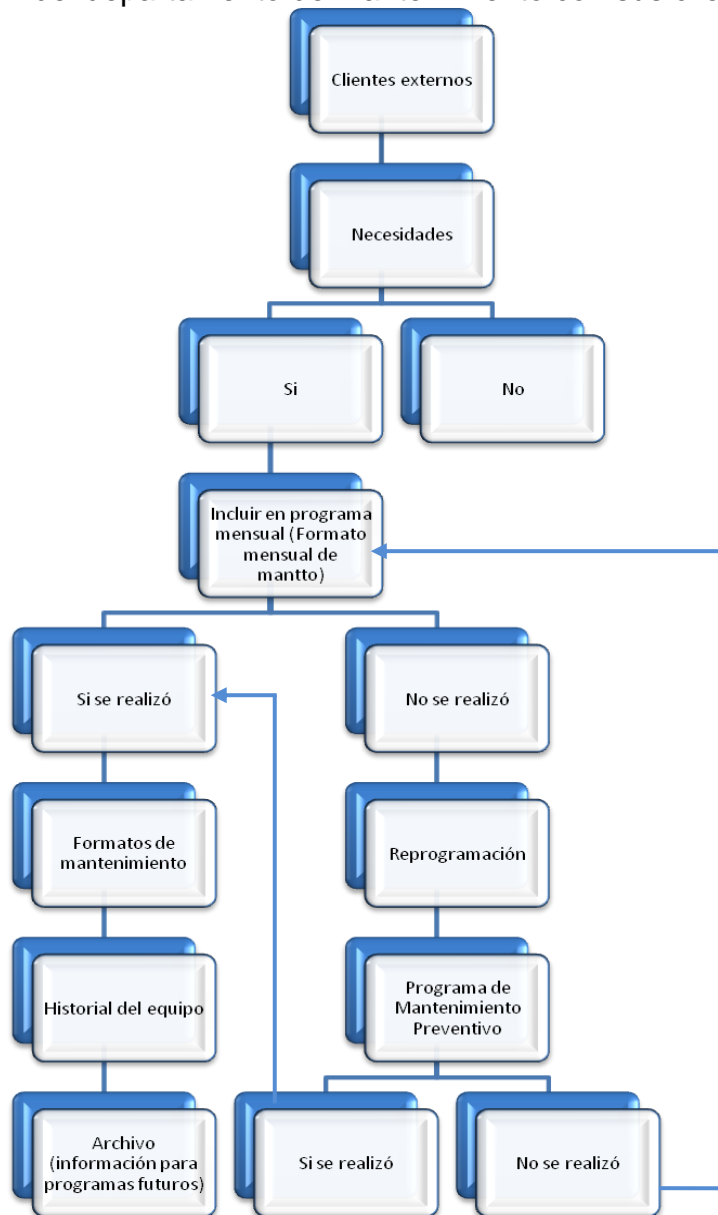 Clientes externos
Necesidades
Si
No
Incluir en programa
mensual (Formato
mensual de
mantto)
Si se realizó
No se realizó
Formatos de
mantenimiento
Reprogramación
Historial del equipo
Programa de
Mantenimiento
Preventivo
Archivo
(información para
programas futuros)
Si se realizó
No se realizó